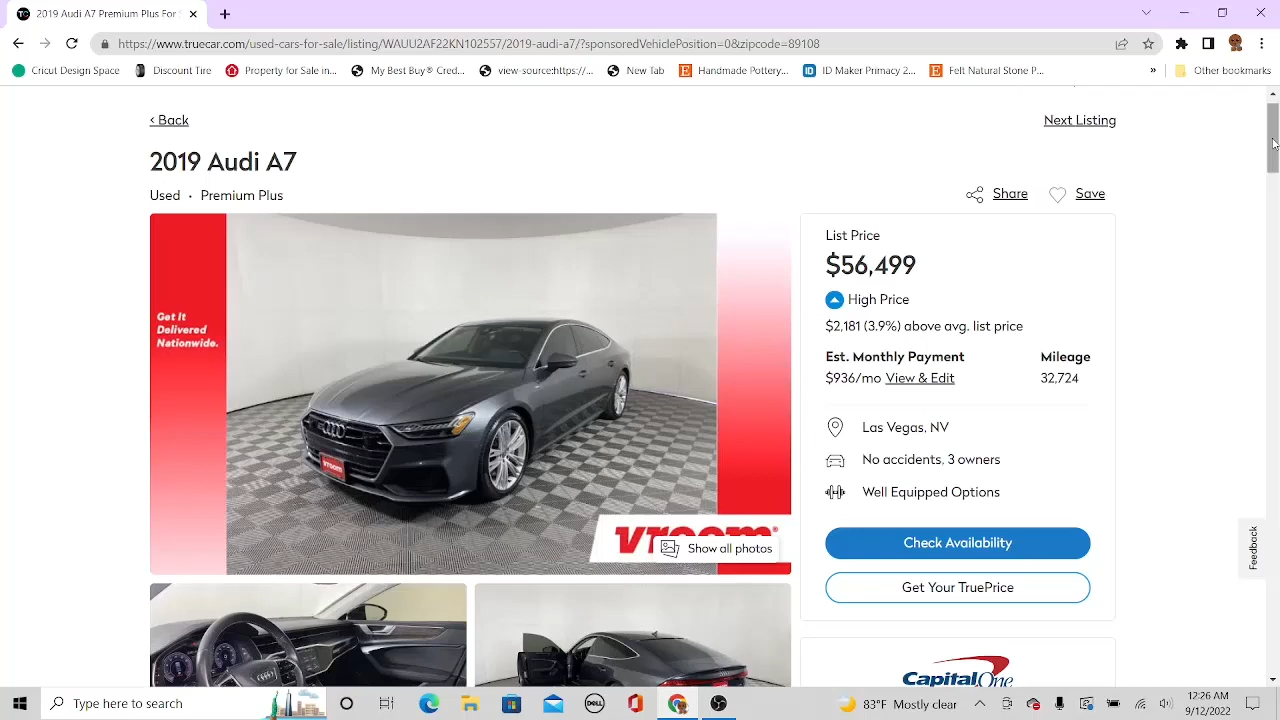 2019 Audi A7 Premium Plus For
https://www.truecar.com/used-cars-for-sale/listing/WAUU2AF22KN109557/2019-audi-a7/?sponsoredVehiclePosition=0&zipcode=89108
Cricut Design Space
Discount Tire
Property for Sale in...
My Best Buy® Cr...
view-source:https:/...
New Tab
Handmade Pottery...
ID Maker Primacy 2...
Felt Natural Stone P...
»
Other bookmarks
< Back
Next Listing
2019 Audi A7
Used • Premium Plus
Share
Save
Get It
Delivered
Nationwide.
vroom
vroom®
Show all photos
List Price
$56,499
High Price
$2,181 (3.9%) above avg. list price
Est. Monthly Payment
Mileage
$936/mo View & Edit
32,724
Las Vegas, NV
No accidents, 3 owners
Well Equipped Options
Check Availability
Get Your TruePrice
Feedback
Capital One
Type here to search
DELL
83°F Mostly clear
12:26 AM
9/12/2022